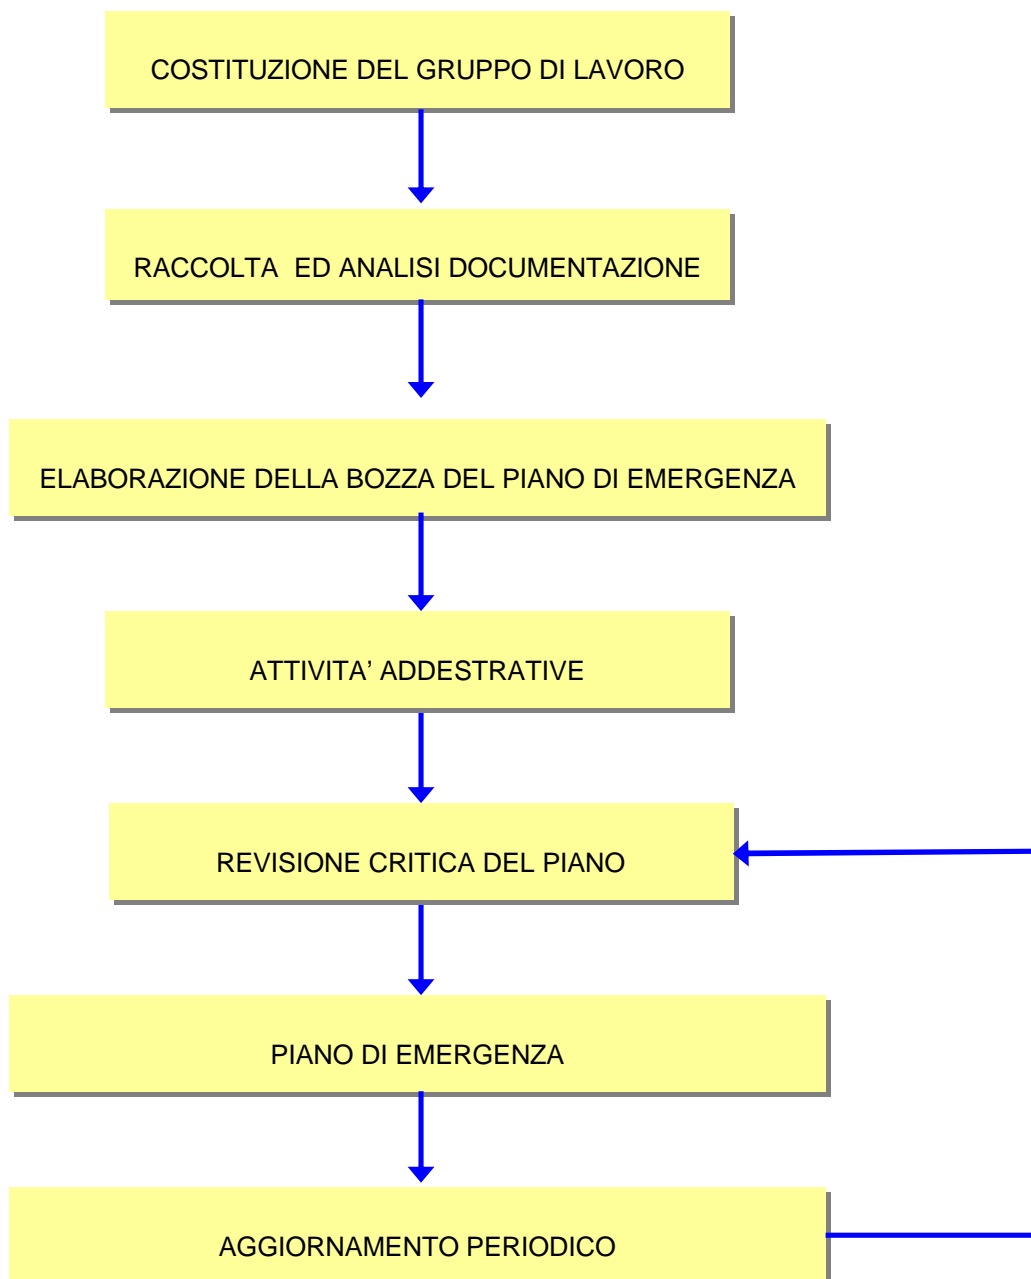 COSTITUZIONE DEL GRUPPO DI LAVORO
RACCOLTA  ED ANALISI DOCUMENTAZIONE
ELABORAZIONE DELLA BOZZA DEL PIANO DI EMERGENZA
ATTIVITA’ ADDESTRATIVE
REVISIONE CRITICA DEL PIANO
PIANO DI EMERGENZA
AGGIORNAMENTO PERIODICO